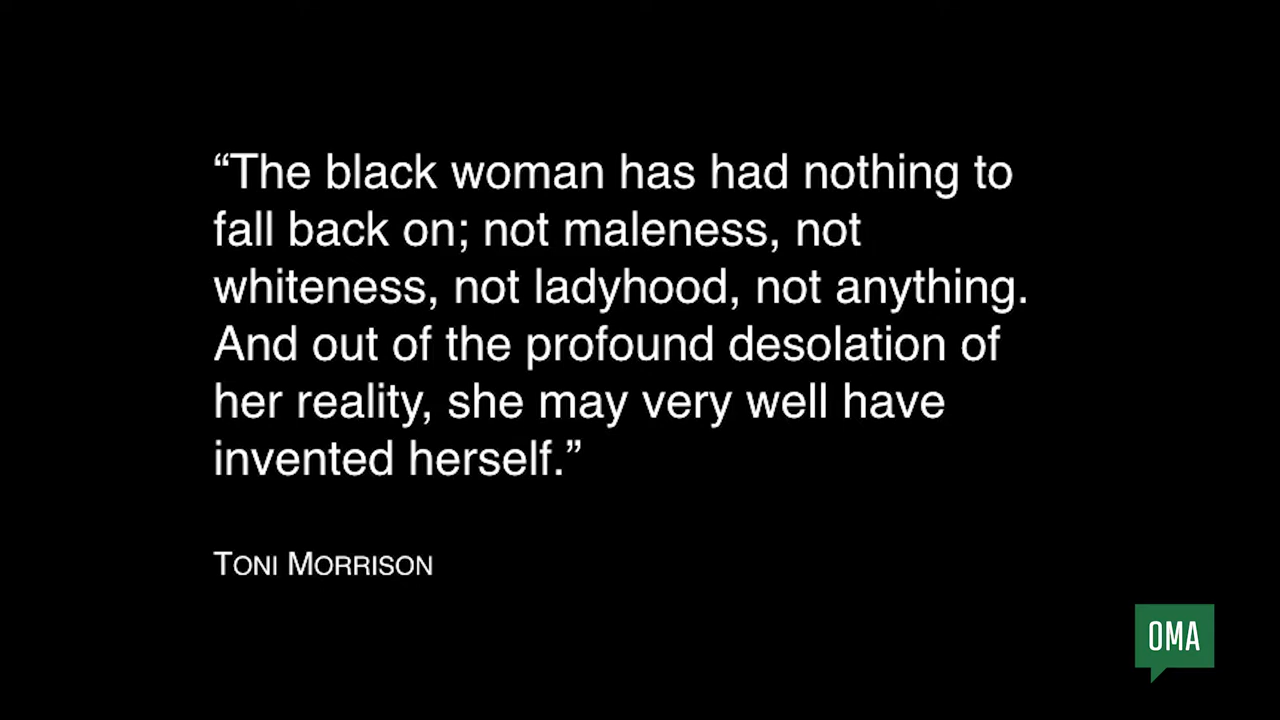 “The black woman has had nothing to
fall back on; not maleness, not
whiteness, not ladyhood, not anything.
And out of the profound desolation of
her reality, she may very well have
invented herself.”
TONI MORRISON
OMA